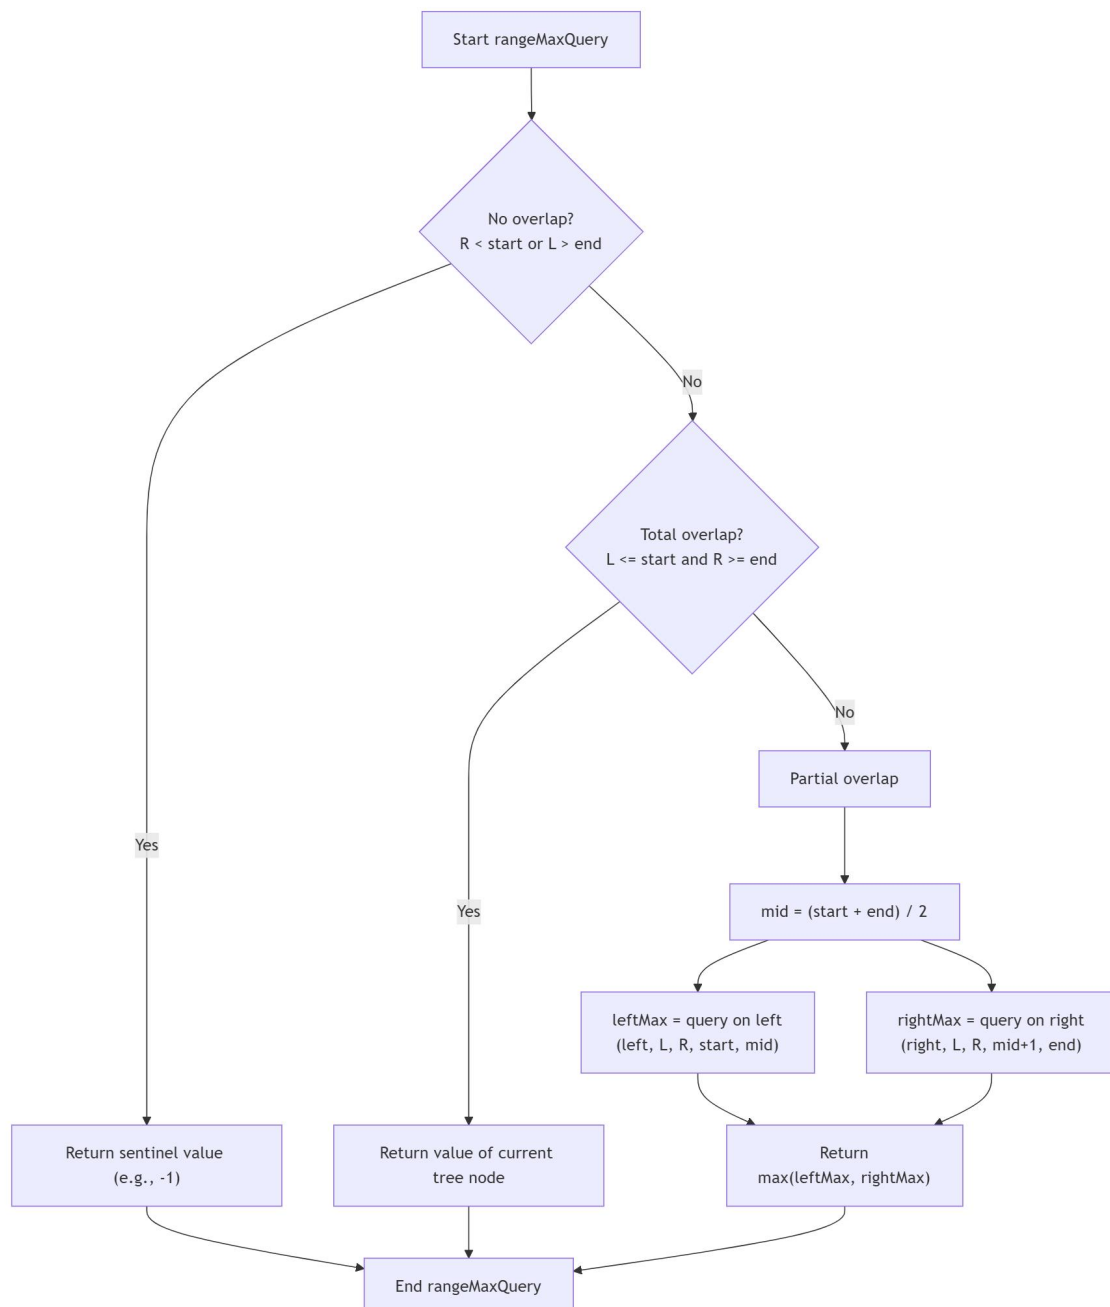 Start rangeMaxQuery
No overlap?
R < start or L > end
No
Total overlap?
L <= start and R >= end
No
Partial overlap
Yes
Yes
mid = (start + end) / 2
leftMax = query on left
(left, L, R, start, mid)
rightMax = query on right
(right, L, R, mid+1, end)
Return sentinel value
(e.g., -1)
Return value of current
tree node
Return
max(leftMax, rightMax)
End rangeMaxQuery